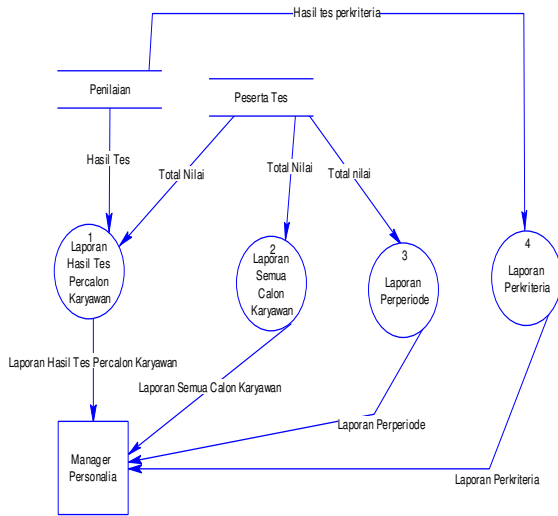 Hasil tes perkriteria
Penilaian
Peserta Tes
Hasil Tes
Total Nilai
Total Nilai
Total nilai
1
Laporan
Hasil Tes
Percalon
Karyawan
2
Laporan
Semua
Calon
Karyawan
3
Laporan
Perperiode
4
Laporan
Perkriteria
Laporan Hasil Tes Percalon Karyawan
Laporan Semua Calon Karyawan
Laporan Perperiode
Laporan Perkriteria
Manager
Personalia